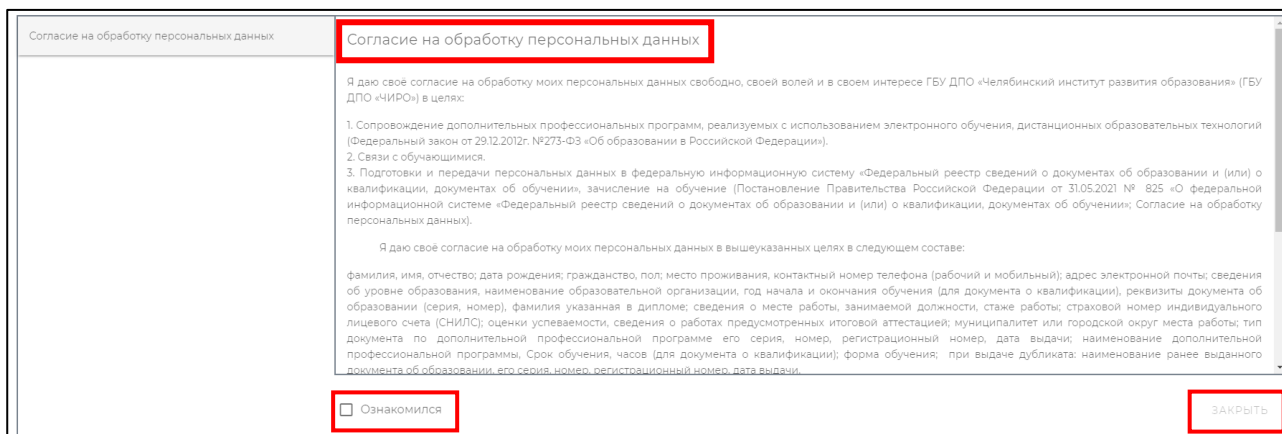 Согласие на обработку персональных данных
Согласие на обработку персональных данных
Я даю своё согласие на обработку моих персональных данных свободно, своей волей и в своем интересе ГБУ ДПО «Челябинский институт развития образования» (ГБУ
ДПО «ЧИРО») в целях:
1. Сопровождение дополнительных профессиональных программ, реализуемых с использованием электронного обучения, дистанционных образовательных технологий
(Федеральный закон от 29.12.2012г. №273-ФЗ «Об образовании в Российской Федерации»).
2. Связи с обучающимися.
3. Подготовки и передачи персональных данных в федеральную информационную систему «Федеральный реестр сведений о документах об образовании и (или) о
квалификации, документах об обучении», зачисление на обучение (Постановление Правительства Российской Федерации от 31.05.2021 № 825 «О федеральной
информационной системе «Федеральный реестр сведений о документах об образовании и (или) о квалификации, документах об обучении»; Согласие на обработку
персональных данных).
Я даю своё согласие на обработку моих персональных данных в вышеуказанных целях в следующем составе:
фамилия, имя, отчество; дата рождения; гражданство, пол; место проживания, контактный номер телефона (рабочий и мобильный); адрес электронной почты; сведения
об уровне образования, наименование образовательной организации, год начала и окончания обучения (для документа о квалификации), реквизиты документа об
образовании (серия, номер), фамилия указанная в дипломе; сведения о месте работы, занимаемой должности, стаже работы; страховой номер индивидуального
лицевого счета (СНИЛС); оценки успеваемости, сведения о работах предусмотренных итоговой аттестацией; муниципалитет или городской округ места работы; тип
документа по дополнительной профессиональной программе его серия, номер, регистрационный номер, дата выдачи; наименование дополнительной
профессиональной программы, Срок обучения, часов (для документа о квалификации); форма обучения; при выдаче дубликата: наименование ранее выданного
документа об образовании, его серия, номер, регистрационный номер, дата выдачи.
Ознакомился
ЗАКРЫТЬ